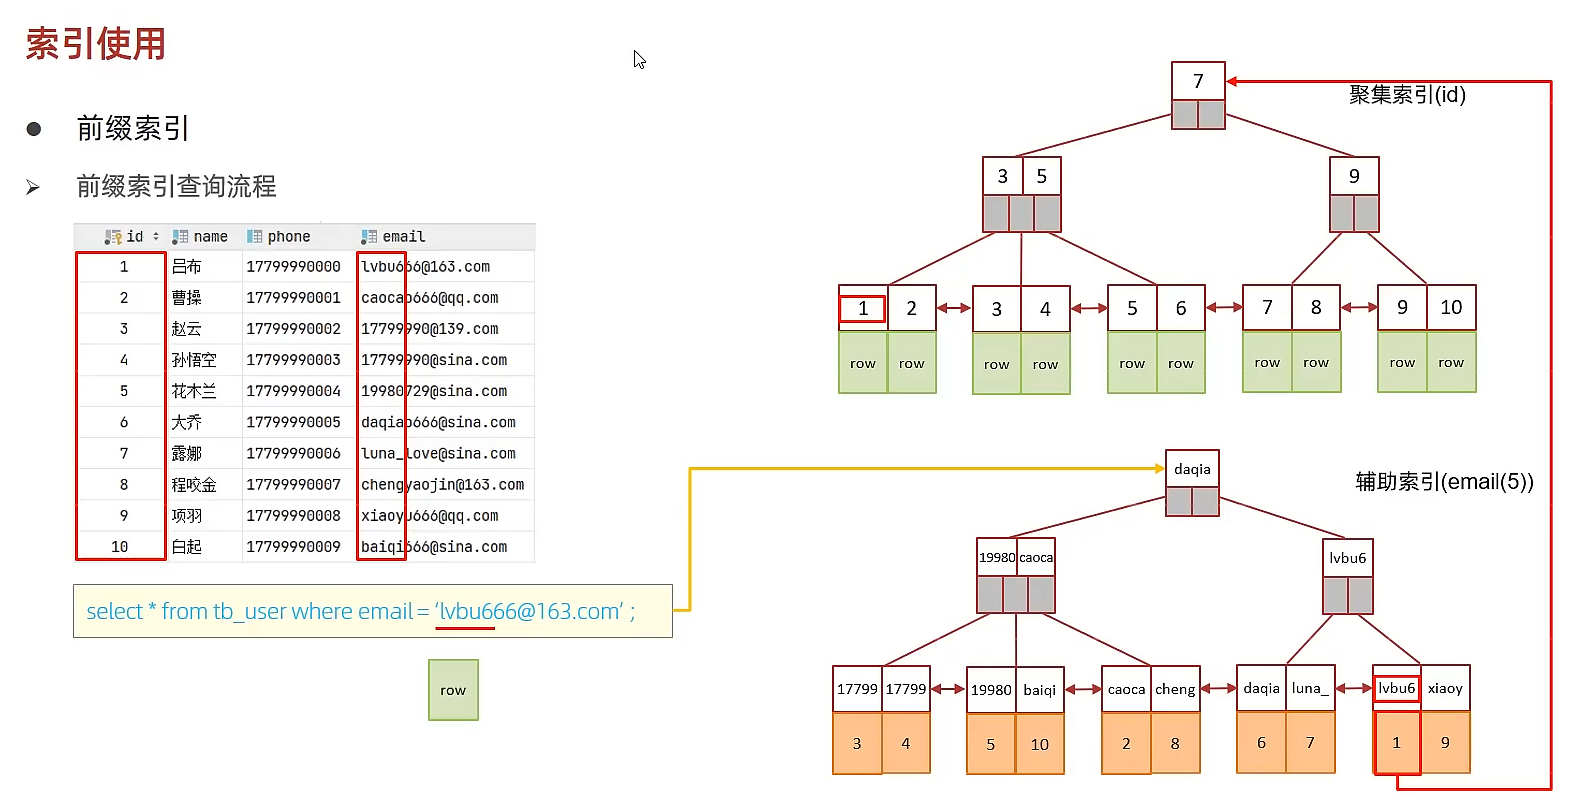 索引使用
● 前缀索引
➢ 前缀索引查询流程
id name phone email
1 吕布 17799990000 lvbu666@163.com
2 曹操 17799990001 caocao666@qq.com
3 赵云 17799990002 17799990@139.com
4 孙悟空 17799990003 17799990@sina.com
5 花木兰 17799990004 19980729@sina.com
6 大乔 17799990005 daqiao666@sina.com
7 露娜 17799990006 luna_love@sina.com
8 程咬金 17799990007 chengyaojin@163.com
9 项羽 17799990008 xiaoyu666@qq.com
10 白起 17799990009 baiqi666@sina.com
select * from tb_user where email = ‘lvbu666@163.com’ ;
row
7
聚集索引(id)
3 5 9
1 2 3 4 5 6 7 8 9 10
row row row row row row row row row row
daqia
辅助索引(email(5))
19980 caoca lvbu6
17799 17799 19980 baiqi caoca cheng daqia luna_ lvbu6 xiaoy
3 4 5 10 2 8 6 7 1 9